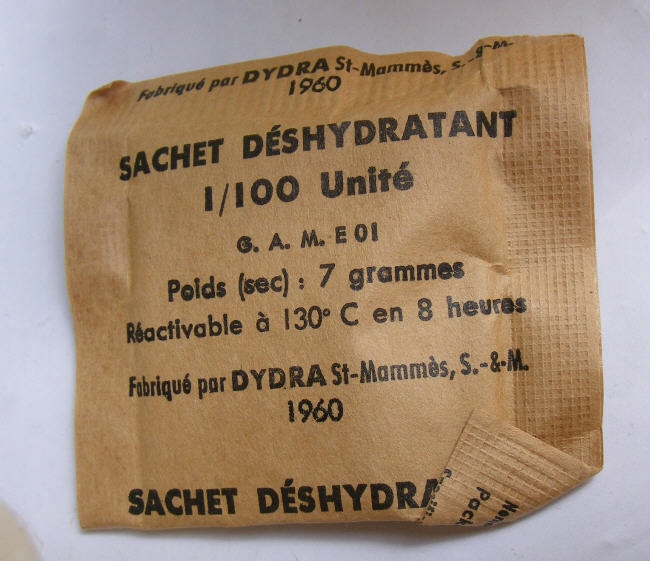 Fabriqué par DYDRA St-Mammès, S.-&-M.
1960
SACHET DÉSHYDRATANT
1/100 Unité
G. A. M. E 01
Poids (sec) : 7 grammes
Réactivable à 130° C en 8 heures
Fabriqué par DYDRA St-Mammès, S.-&-M.
1960
SACHET DÉSHYDRA